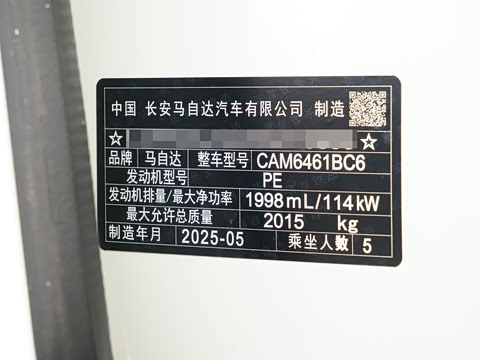 中国 长安马自达汽车有限公司 制造
☆ ☆
品牌 马自达 整车型号 CAM6461BC6
发动机型号 PE
发动机排量/最大净功率 1998mL/114kW
最大允许总质量 2015 kg
制造年月 2025-05 乘坐人数 5